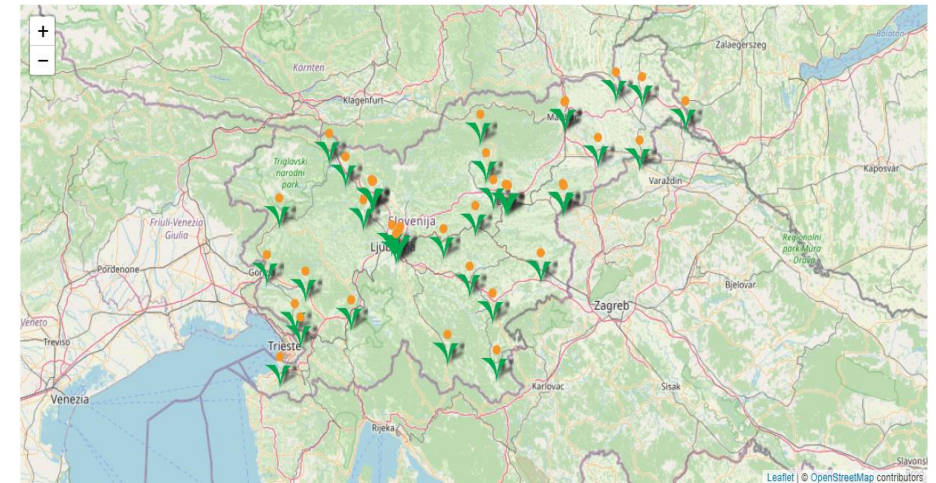 +
−
Balaton
Zalaegerszeg
Kärnten
Klagenfurt
Triglavski
narodni
park
Kaposvár
Varaždin
Friuli-Venezia
Giulia
Slovenija
Regionalni
park Mura
Drava
Pordenone
Bjelovar
Zagreb
Veneto
Treviso
Trieste
Karlovac
Sisak
Venezia
Rijeka
Leaflet | © OpenStreetMap contributors